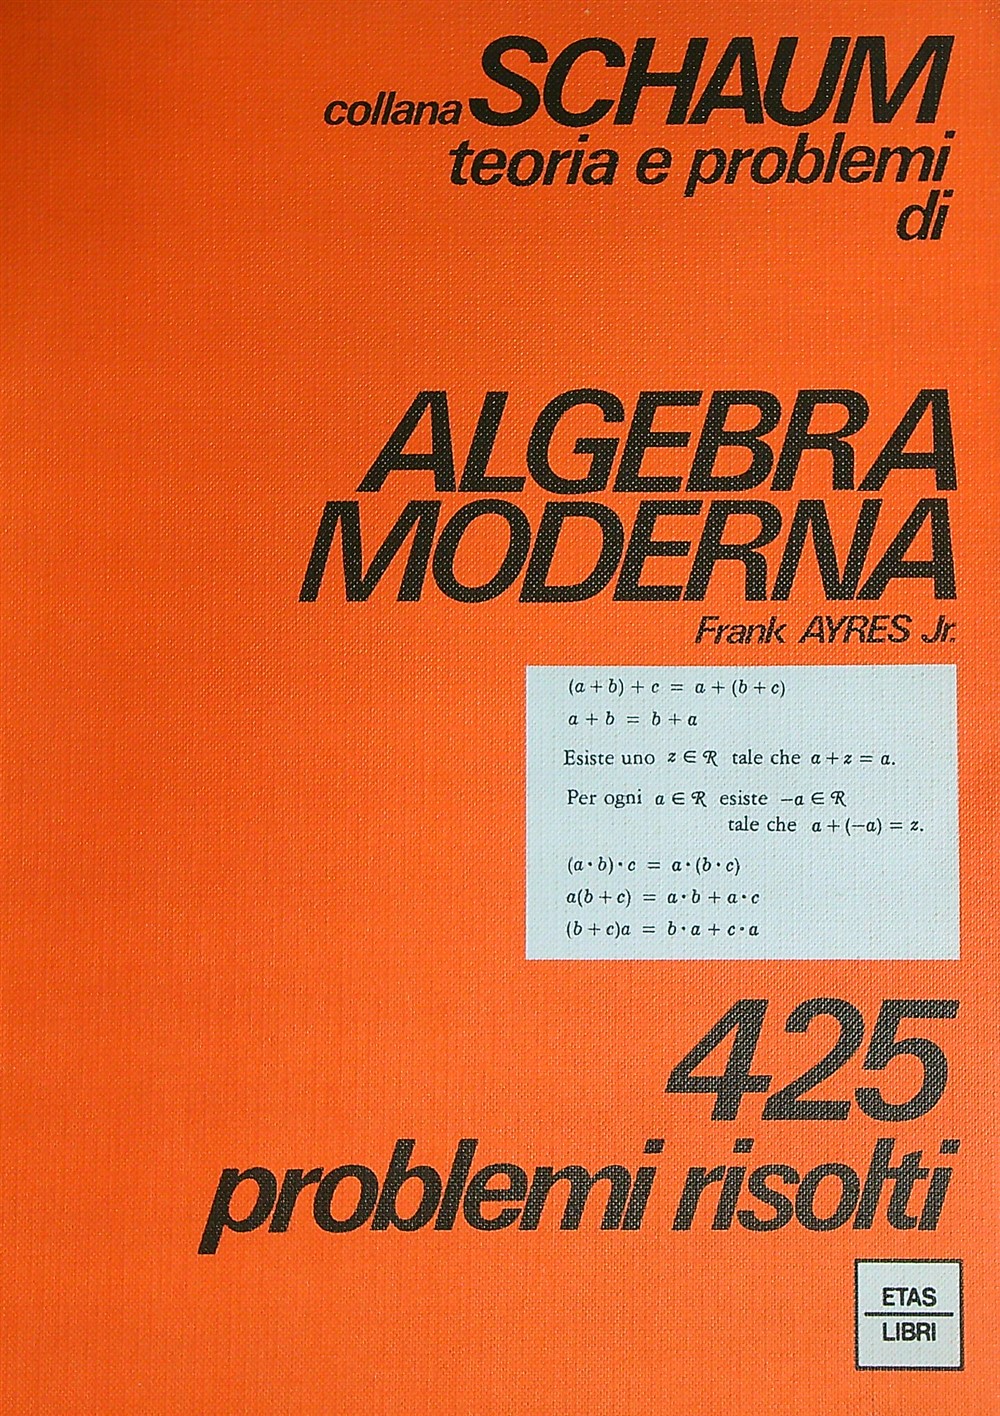 collana SCHAUM
teoria e problemi
di
ALGEBRA
MODERNA
Frank AYRES Jr.
(a + b) + c = a + (b + c)
a + b = b + a
Esiste uno z ∈ ℛ tale che a + z = a.
Per ogni a ∈ ℛ esiste −a ∈ ℛ
tale che a + (−a) = z.
(a · b) · c = a · (b · c)
a(b + c) = a · b + a · c
(b + c)a = b · a + c · a
425
problemi risolti
ETAS
LIBRI